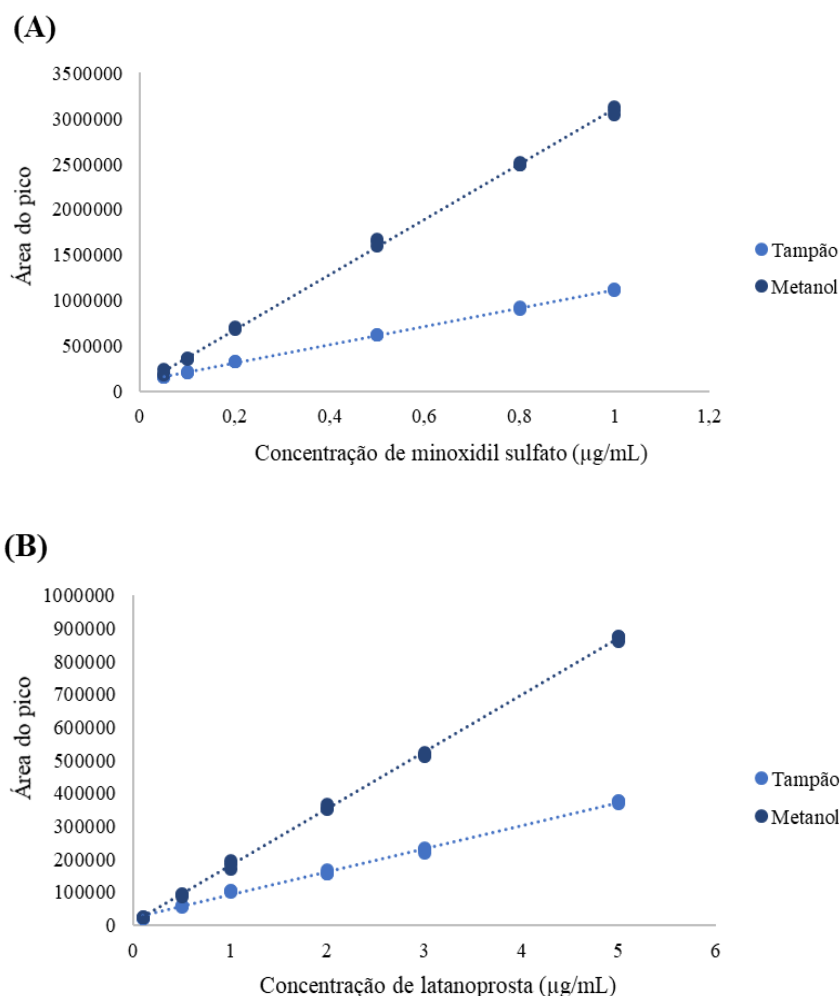 (A)
3500000
3000000
2500000
2000000
1500000
1000000
500000
0
Área do pico
0 0,2 0,4 0,6 0,8 1 1,2
Concentração de minoxidil sulfato (µg/mL)
Tampão
Metanol
(B)
1000000
900000
800000
700000
600000
500000
400000
300000
200000
100000
0
Área do pico
0 1 2 3 4 5 6
Concentração de latanoprosta (µg/mL)
Tampão
Metanol